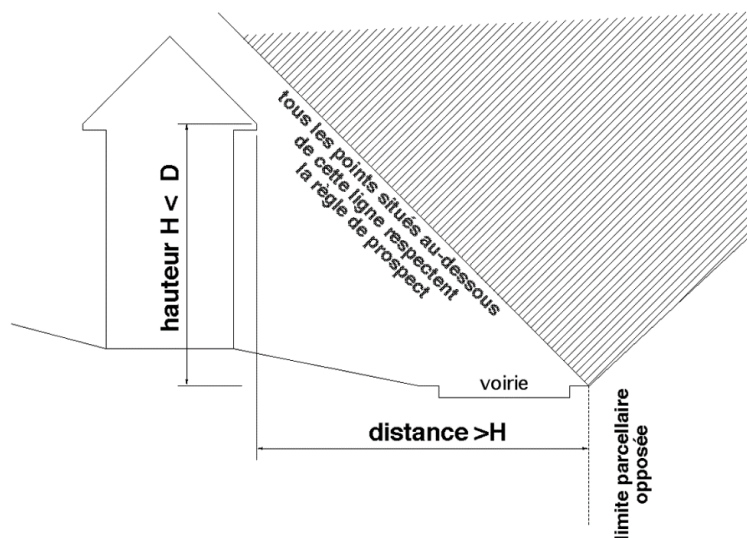 tous les points situés au-dessous
de cette ligne respectent
la règle de prospect
hauteur H < D
voirie
distance >H
limite parcellaire
opposée